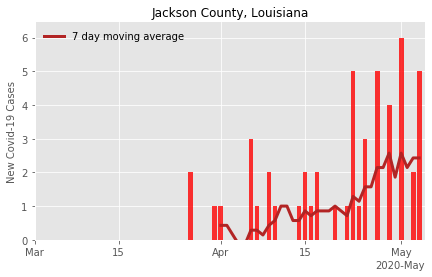 Jackson County, Louisiana
7 day moving average
New Covid-19 Cases
6
5
4
3
2
1
0
Mar 15 Apr 15 May
2020-May